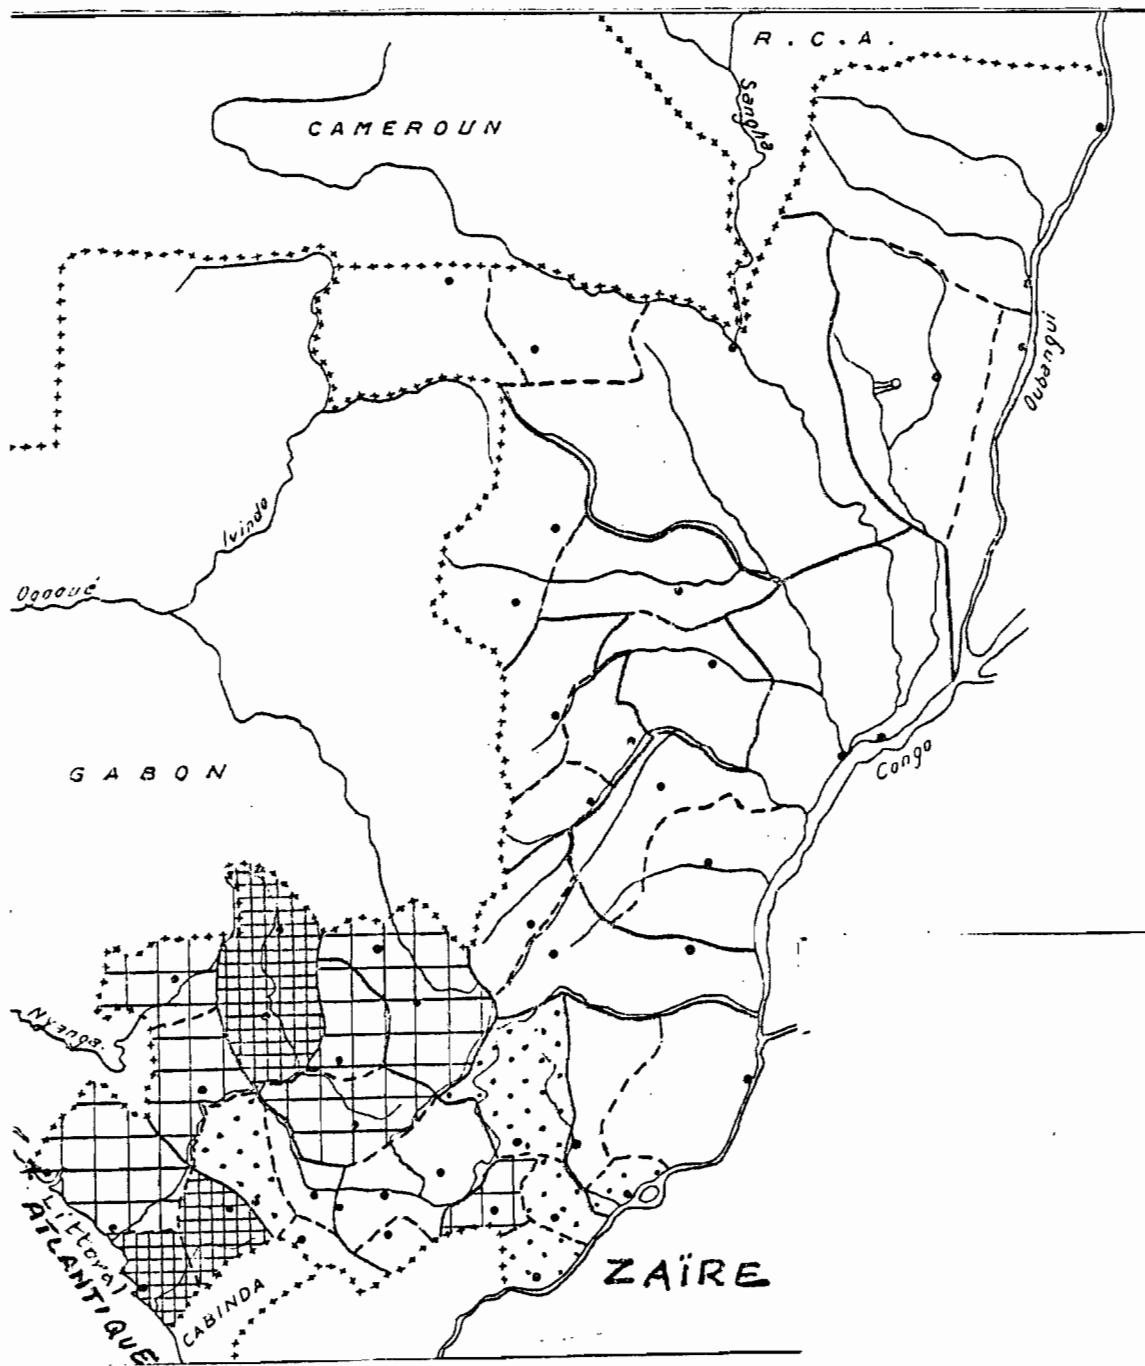 R.C.A.
CAMEROUN
Sangha
Oubangui
Ivindo
Ogooué
GABON
Congo
Nyanga
Littoral
ATLANTIQUE
CABINDA
ZAÏRE